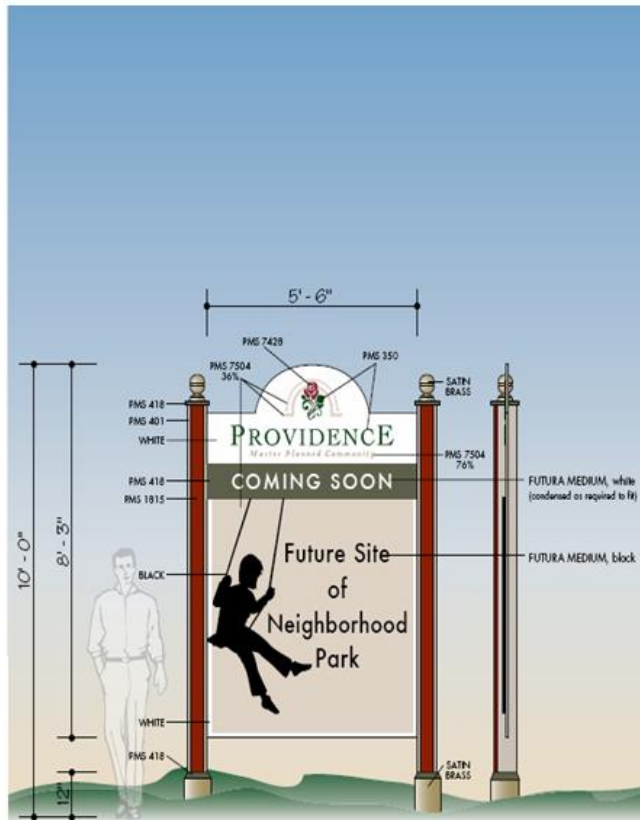 5'-6"
PMS 7428
PMS 7504
36%
PMS 350
SATIN
BRASS
PMS 418
PMS 401
WHITE
PROVIDENCE
Master Planned Community
PMS 7504
76%
PMS 418
COMING SOON
FUTURA MEDIUM, white
(condensed as required to fit)
PMS 1815
10'-0"
8'-3"
BLACK
Future Site
of
Neighborhood
Park
FUTURA MEDIUM, black
WHITE
PMS 418
SATIN
BRASS
12"